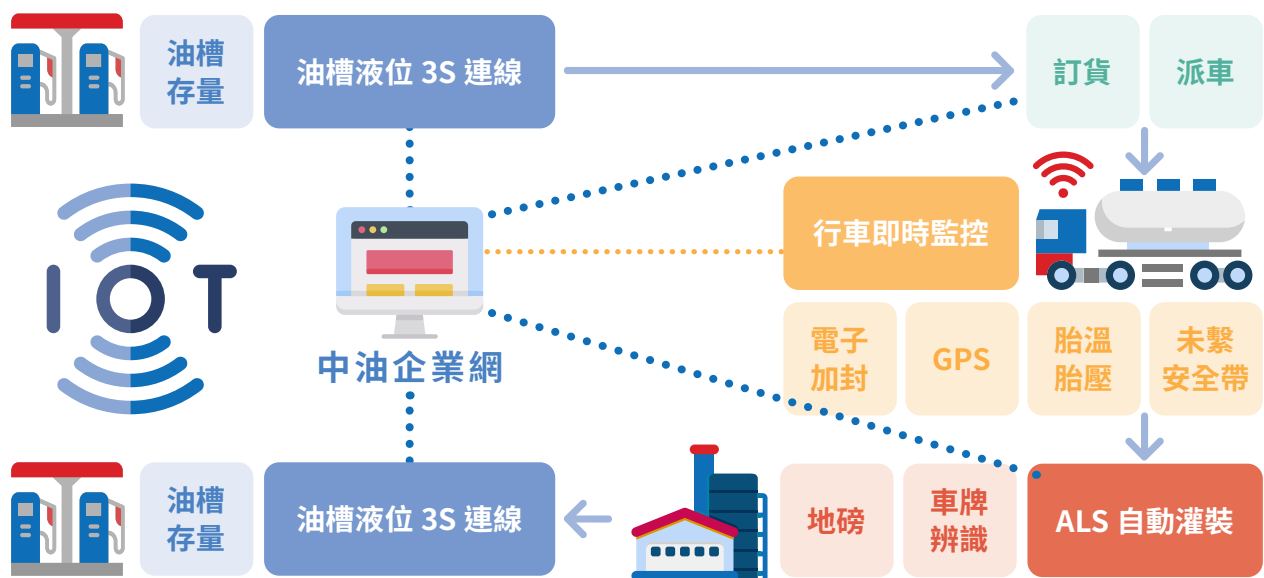 油槽
存量
油槽液位 3S 連線
訂貨
派車
行車即時監控
IOT
中油企業網
電子
加封
GPS
胎溫
胎壓
未繫
安全帶
油槽
存量
油槽液位 3S 連線
地磅
車牌
辨識
ALS 自動灌裝